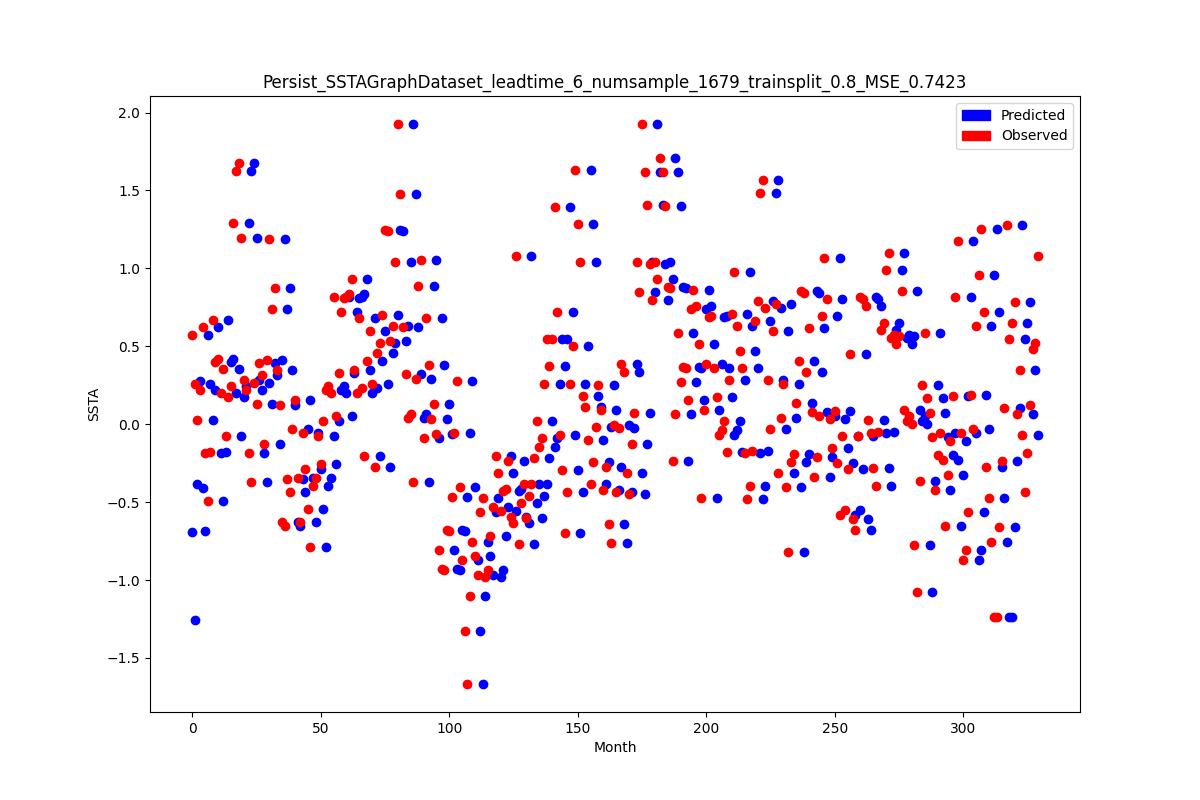 Persist_SSTAGraphDataset_leadtime_6_numsample_1679_trainsplit_0.8_MSE_0.7423
Predicted
Observed
2.0
1.5
1.0
0.5
0.0
−0.5
−1.0
−1.5
SSTA
0 50 100 150 200 250 300
Month